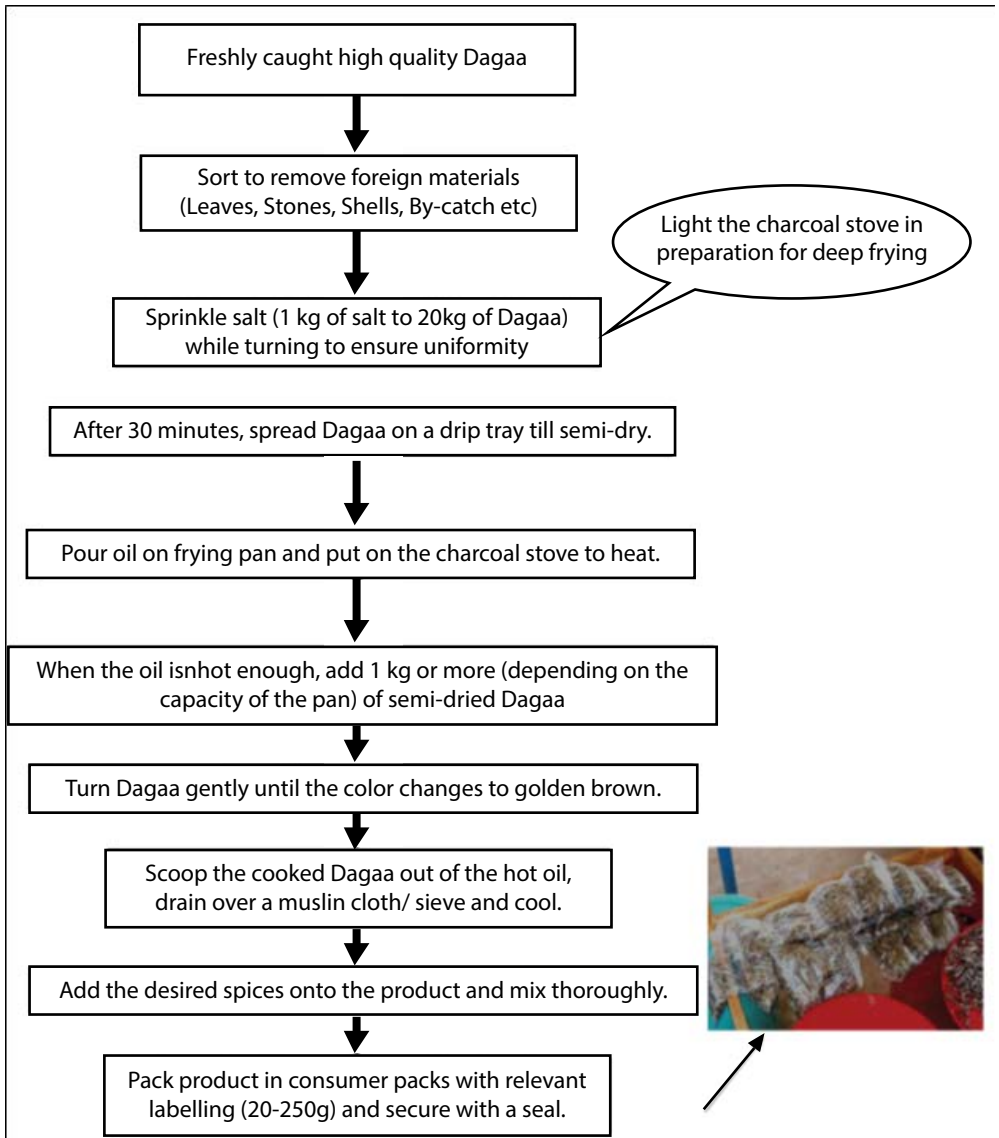 Freshly caught high quality Dagaa
Sort to remove foreign materials
(Leaves, Stones, Shells, By-catch etc)
Light the charcoal stove in
preparation for deep frying
Sprinkle salt (1 kg of salt to 20kg of Dagaa)
while turning to ensure uniformity
After 30 minutes, spread Dagaa on a drip tray till semi-dry.
Pour oil on frying pan and put on the charcoal stove to heat.
When the oil isnhot enough, add 1 kg or more (depending on the
capacity of the pan) of semi-dried Dagaa
Turn Dagaa gently until the color changes to golden brown.
Scoop the cooked Dagaa out of the hot oil,
drain over a muslin cloth/ sieve and cool.
Add the desired spices onto the product and mix thoroughly.
Pack product in consumer packs with relevant
labelling (20-250g) and secure with a seal.